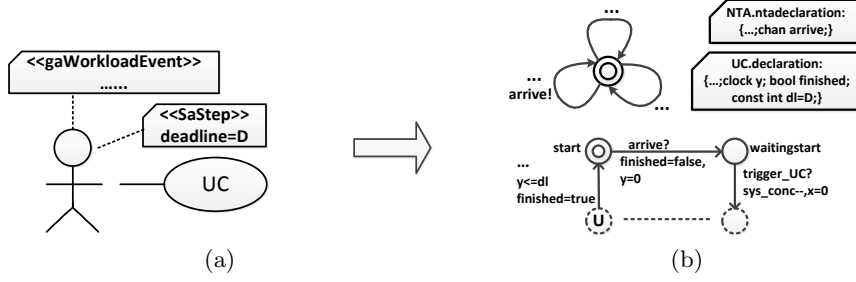 <<gaWorkloadEvent>>
......
<<SaStep>>
deadline=D
UC
(a)
...
...
arrive!
...
NTA.ntadeclaration:
{...;chan arrive;}
UC.declaration:
{...;clock y; bool finished;
const int dl=D;}
start
arrive?
finished=false,
y=0
waitingstart
trigger_UC?
sys_conc--,x=0
...
y<=dl
finished=true
U
(b)